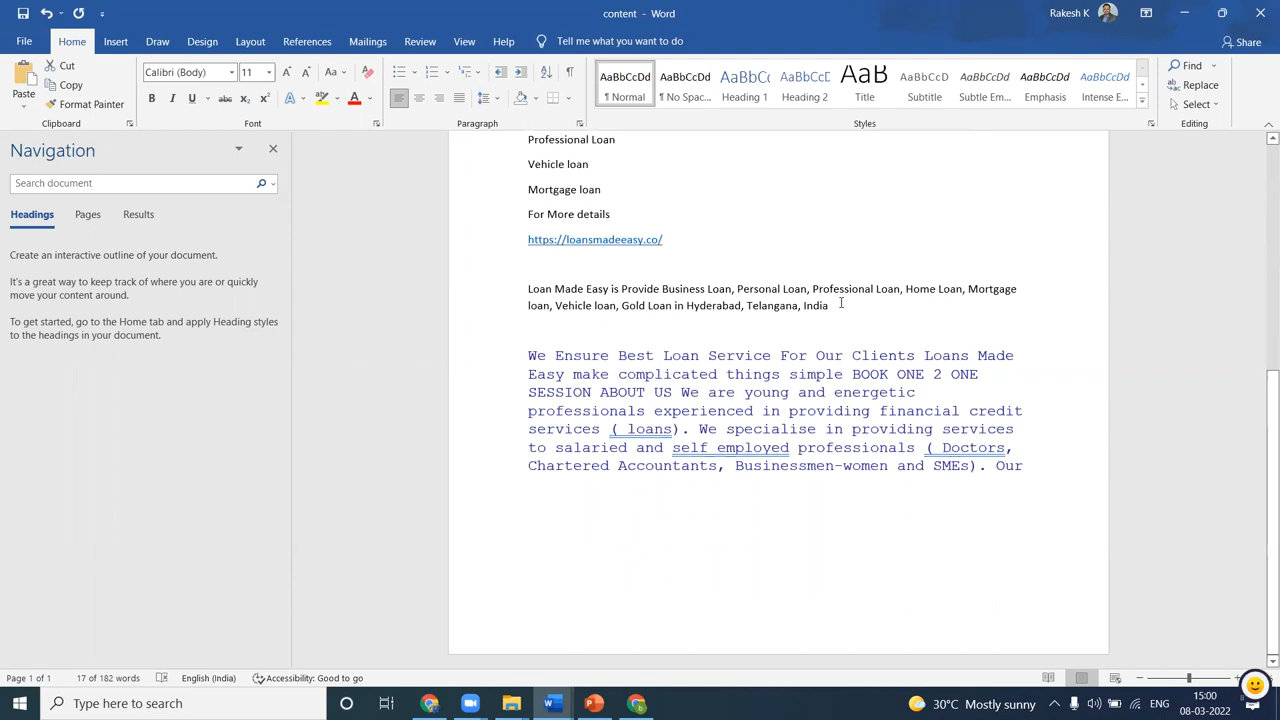 content - Word
Rakesh K
File Home Insert Draw Design Layout References Mailings Review View Help Tell me what you want to do
Share
Paste
Cut
Copy
Format Painter
Calibri (Body) 11
AaBbCcDd AaBbCcDd AaBbCc AaBbCcE AaB AaBbCcDd AaBbCcDd AaBbCcDd AaBbCcDd
¶ Normal ¶ No Spac... Heading 1 Heading 2 Title Subtitle Subtle Em... Emphasis Intense E...
Find
Replace
Select
Clipboard Font Paragraph Styles Editing
Navigation
Search document
Headings Pages Results
Create an interactive outline of your document.
It's a great way to keep track of where you are or quickly
move your content around.
To get started, go to the Home tab and apply Heading styles
to the headings in your document.
Professional Loan
Vehicle loan
Mortgage loan
For More details
https://loansmadeeasy.co/
Loan Made Easy is Provide Business Loan, Personal Loan, Professional Loan, Home Loan, Mortgage
loan, Vehicle loan, Gold Loan in Hyderabad, Telangana, India
We Ensure Best Loan Service For Our Clients Loans Made
Easy make complicated things simple BOOK ONE 2 ONE
SESSION ABOUT US We are young and energetic
professionals experienced in providing financial credit
services ( loans). We specialise in providing services
to salaried and self employed professionals ( Doctors,
Chartered Accountants, Businessmen-women and SMEs). Our
Page 1 of 1 17 of 182 words English (India) Accessibility: Good to go
Type here to search
30°C Mostly sunny
ENG
15:00
08-03-2022